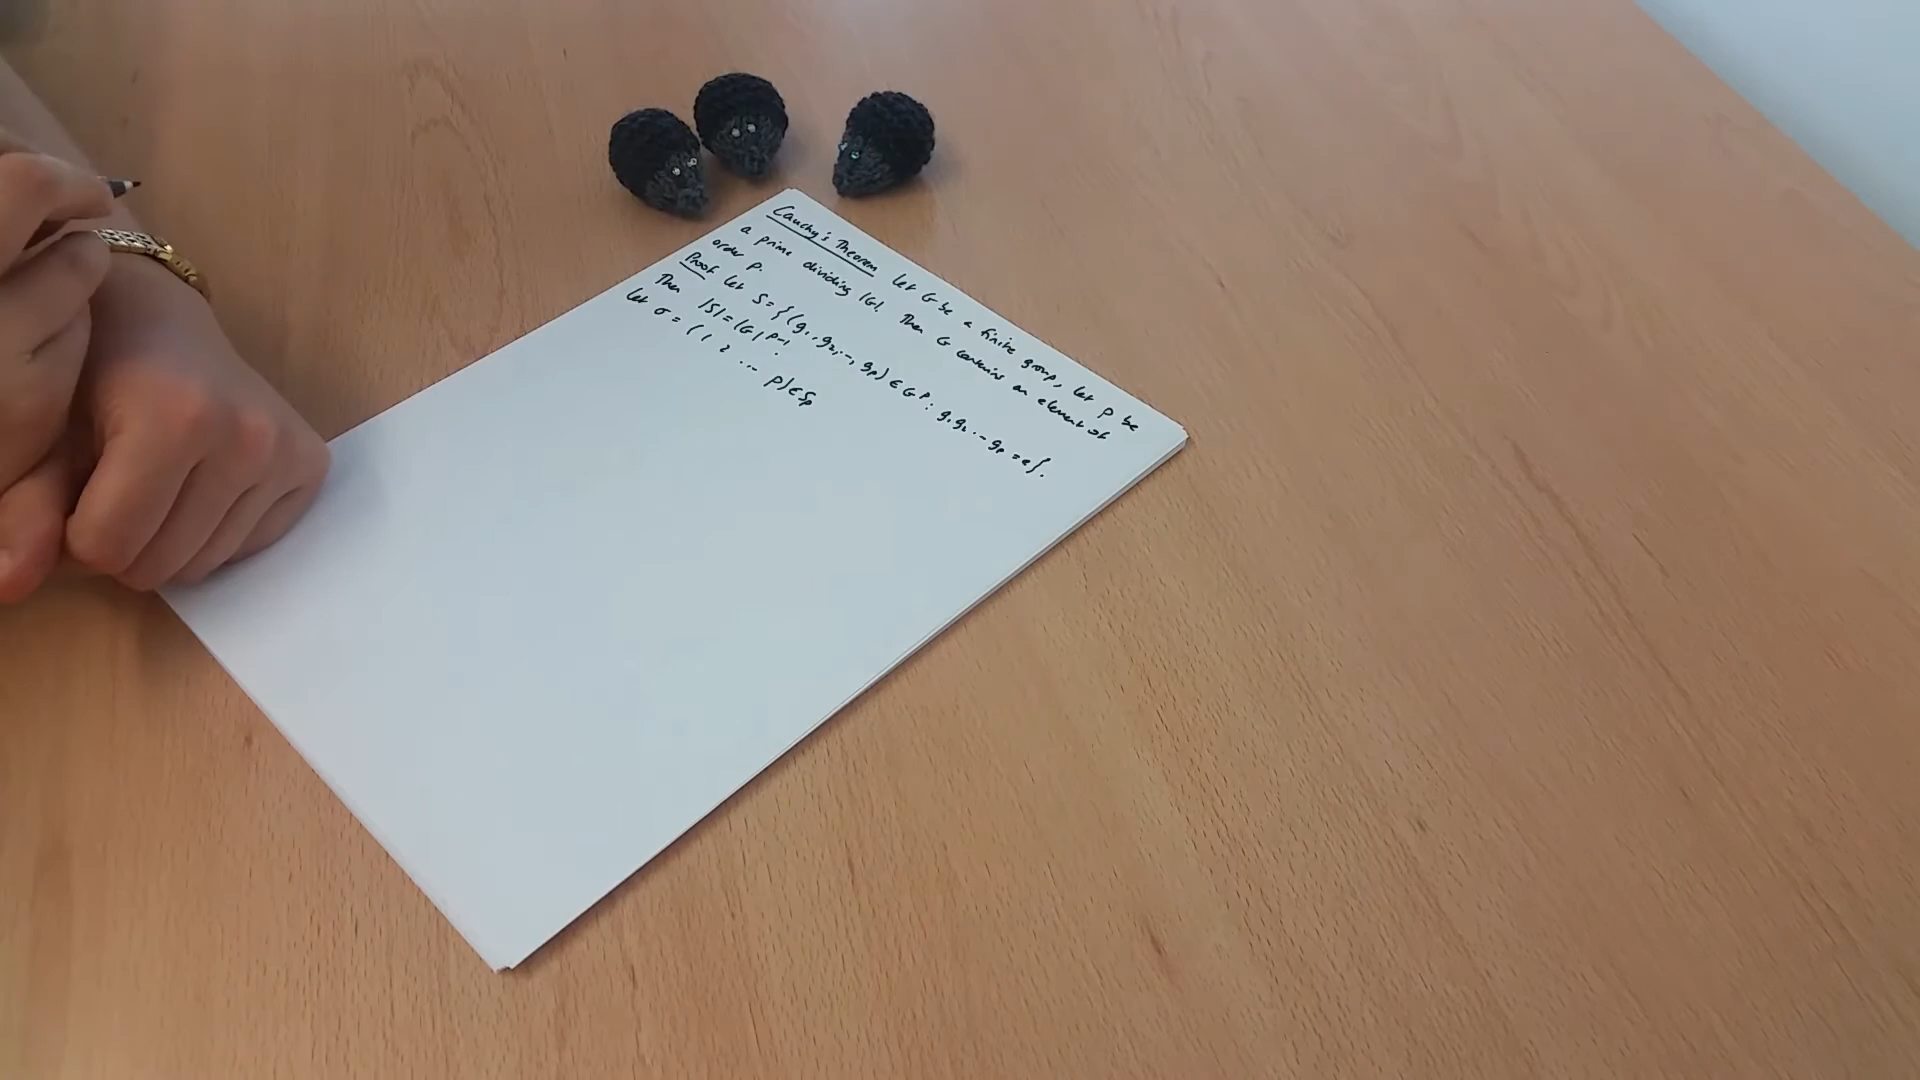 Cauchy's Theorem Let G be a finite group, let p be
a prime dividing |G|. Then G contains an element of
order p.
Proof Let S = {(g₁, g₂, ..., gₚ) ∈ Gᵖ : g₁g₂...gₚ = e}.
Then |S| = |G|ᵖ⁻¹.
Let σ = (1 2 ... p) ∈ Sₚ